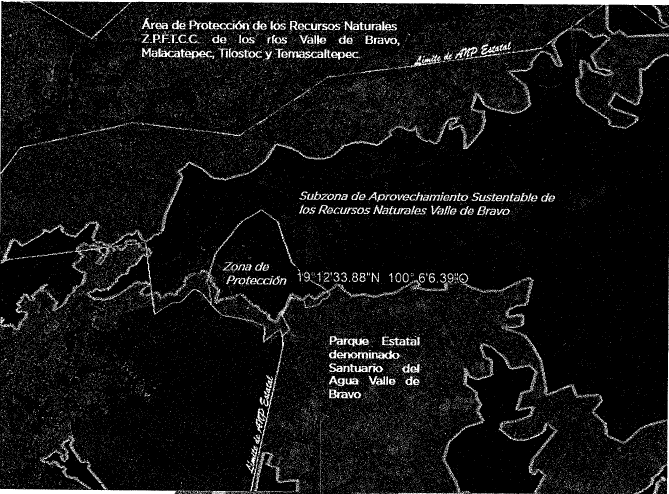 Área de Protección de los Recursos Naturales
Z.P.F.T.C.C. de los ríos Valle de Bravo,
Malacatepec, Tilostoc y Temascaltepec.
Límite de ANP Estatal
Subzona de Aprovechamiento Sustentable de
los Recursos Naturales Valle de Bravo
Zona de
Protección
19°12'33.88"N 100° 6'6.39"O
Parque Estatal
denominado
Santuario del
Agua Valle de
Bravo
Límite de ANP Estatal